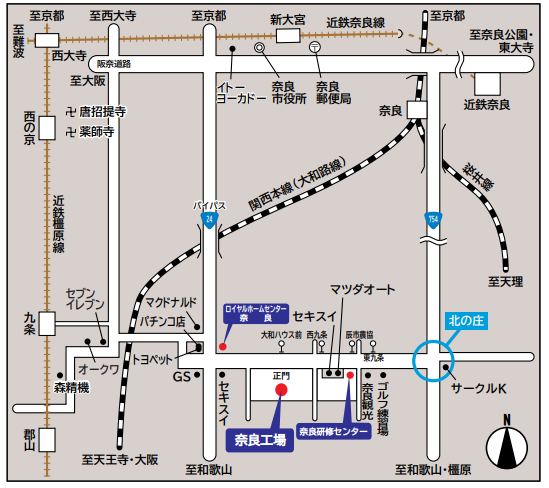 至京都
至西大寺
至京都
新大宮
近鉄奈良線
至京都
至難波
西大寺
至奈良公園・
東大寺
阪奈道路
至大阪
イトー
ヨーカドー
奈良
市役所
奈良
郵便局
近鉄奈良
西の京
唐招提寺
薬師寺
奈良
桜井線
関西本線(大和路線)
近鉄橿原線
バイパス
24
754
至天理
マツダオート
セブン
イレブン
マクドナルド
パチンコ店
ロイヤルホームセンター
奈良
セキスイ
北の庄
九条
大和ハウス前
西九条
辰市農協
トヨペット
東九条
オークワ
森精機
GS
セキスイ
正門
奈良観光
ゴルフ練習場
サークルK
奈良工場
奈良研修センター
郡山
N
至天王寺・大阪
至和歌山
至和歌山・橿原